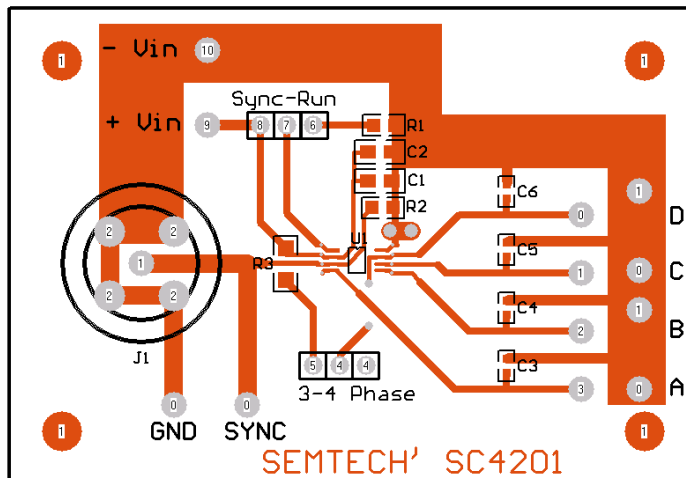 - Vin 10
1 1
Sync-Run
+ Vin 9 8 7 6 R1
C2
C1
C6 1
R2
D
0
2 2
U1
C5
1 R3
C
1 0
2 2
C4 1
B
2
J1
5 4 4
C3
3-4 Phase
A
3 0
0 0
GND SYNC
1 1
SEMTECH' SC4201